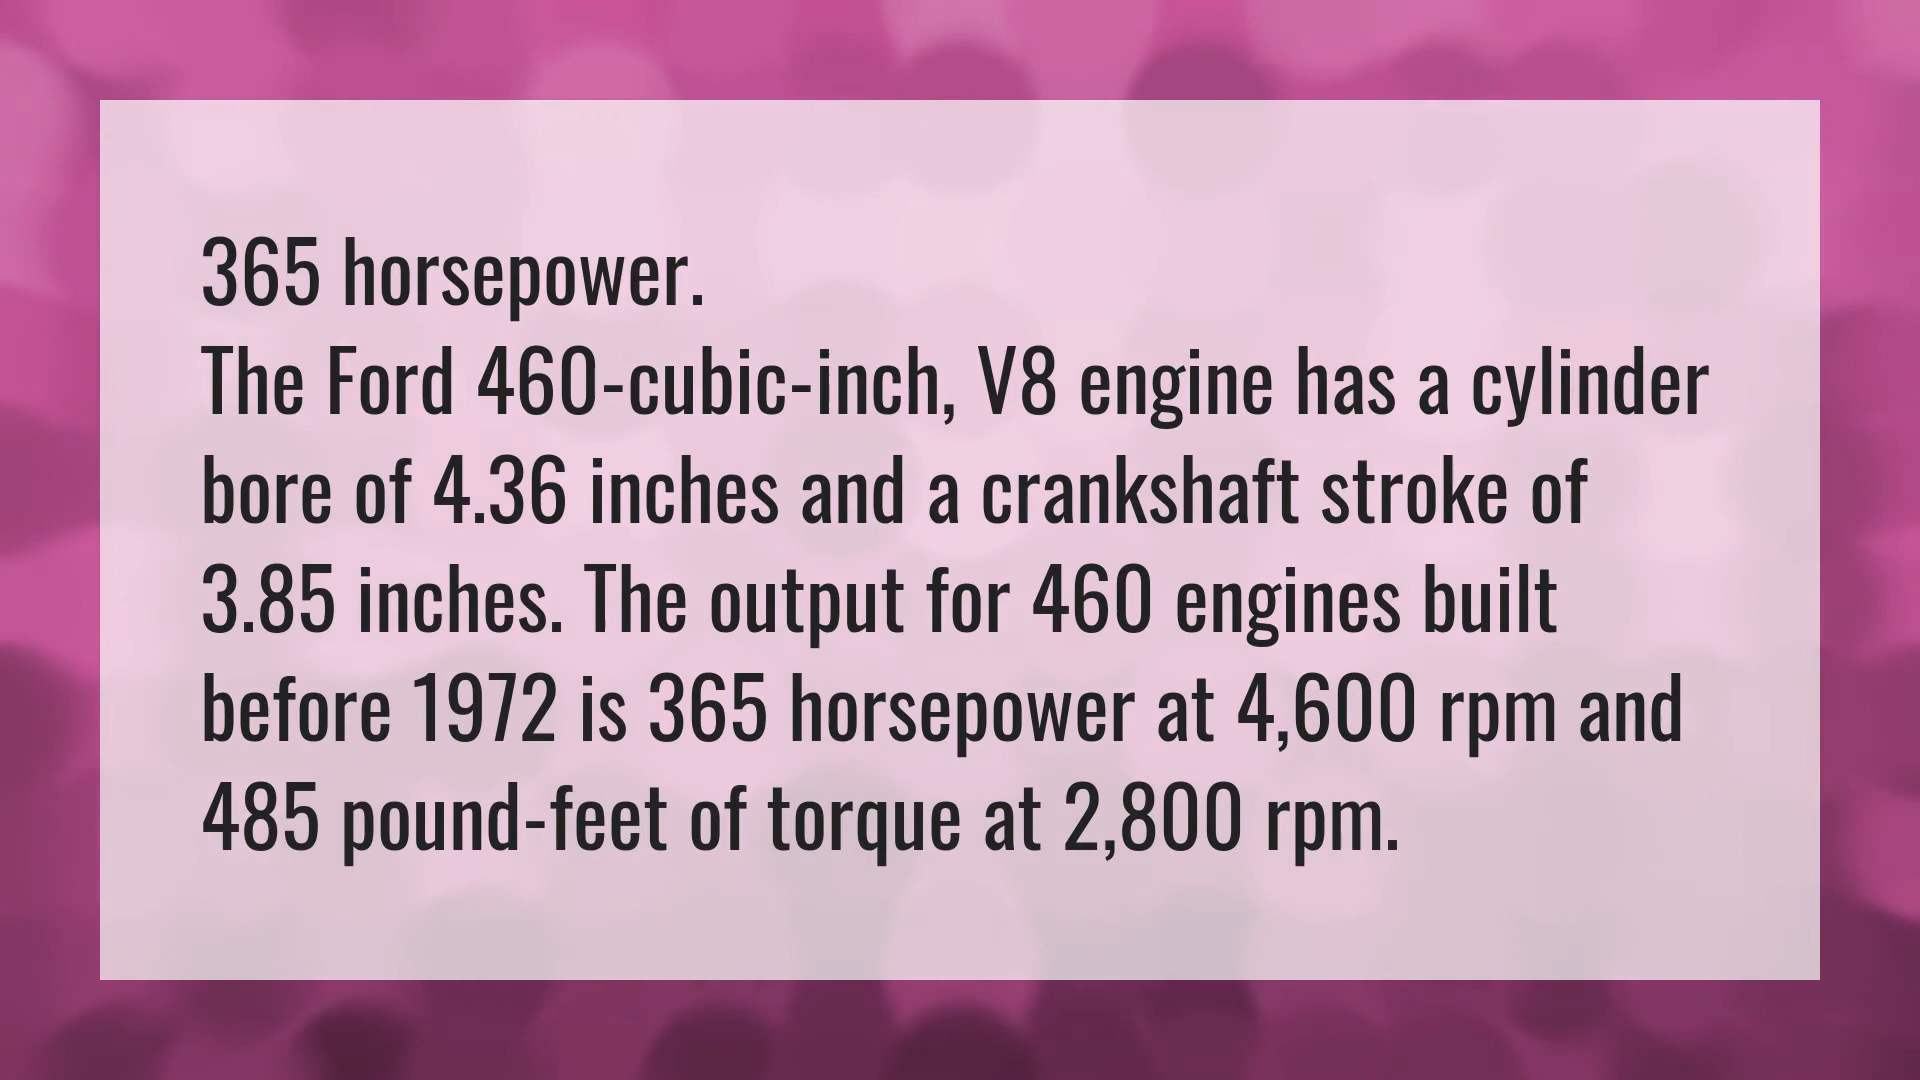 365 horsepower.
The Ford 460-cubic-inch, V8 engine has a cylinder
bore of 4.36 inches and a crankshaft stroke of
3.85 inches. The output for 460 engines built
before 1972 is 365 horsepower at 4,600 rpm and
485 pound-feet of torque at 2,800 rpm.